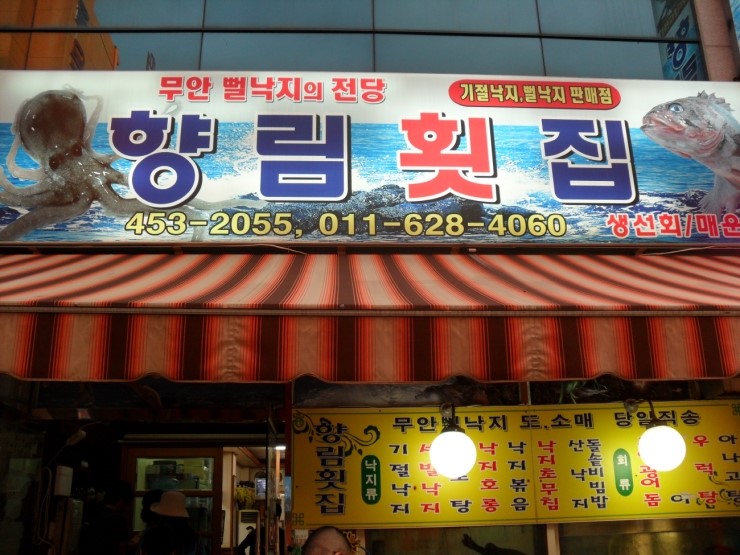 무안 뻘낙지의 전당
기절낙지,뻘낙지 판매점
향림횟집
453-2055, 011-628-4060
생선회/매운
향림횟집
무안뻘낙지 도,소매 당일직송
낙지류
기절낙지
낙지호롱
낙지볶음
낙지초무침
산낙지
돌솥비빔밥
회류